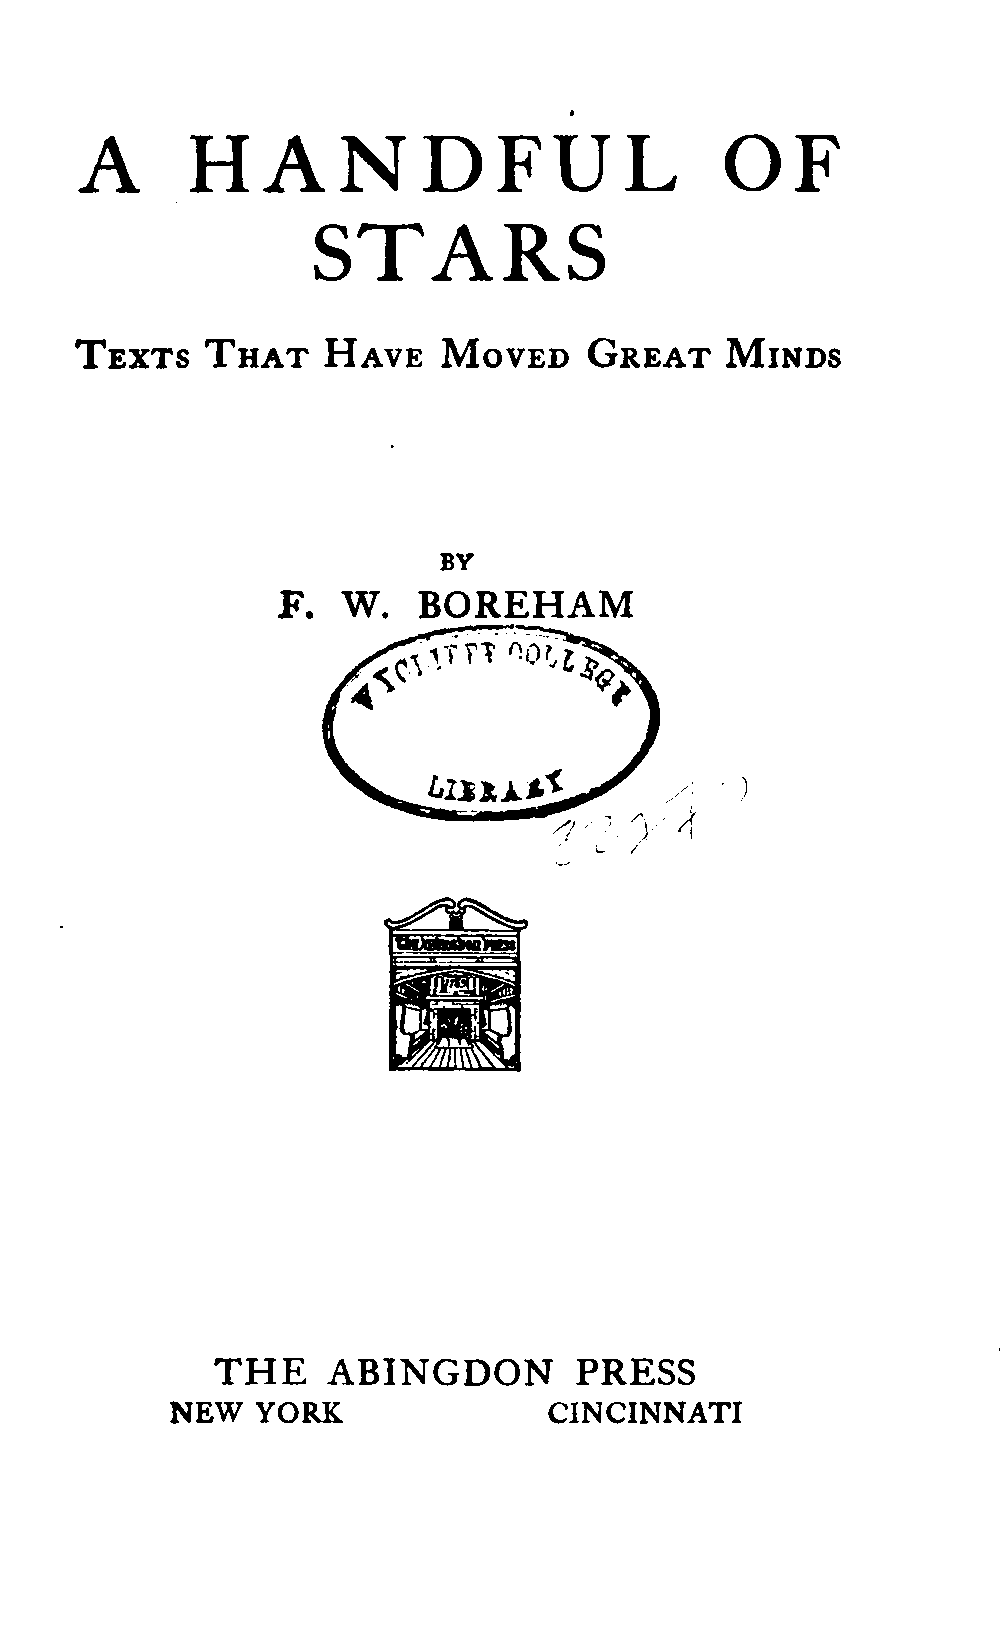 A HANDFUL OF
STARS
TEXTS THAT HAVE MOVED GREAT MINDS
BY
F. W. BOREHAM
WYCLIFFE COLLEGE
LIBRARY
The Abingdon Press
THE ABINGDON PRESS
NEW YORK CINCINNATI